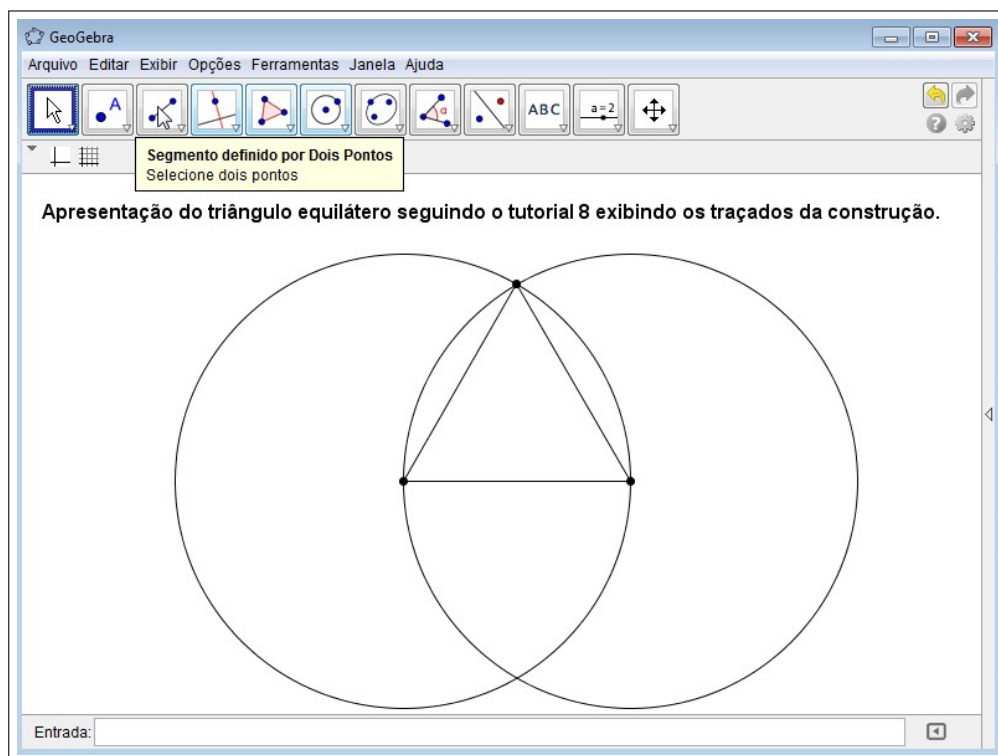 GeoGebra
Arquivo Editar Exibir Opções Ferramentas Janela Ajuda
A
α
ABC
a=2
Segmento definido por Dois Pontos
Selecione dois pontos
Apresentação do triângulo equilátero seguindo o tutorial 8 exibindo os traçados da construção.
Entrada: